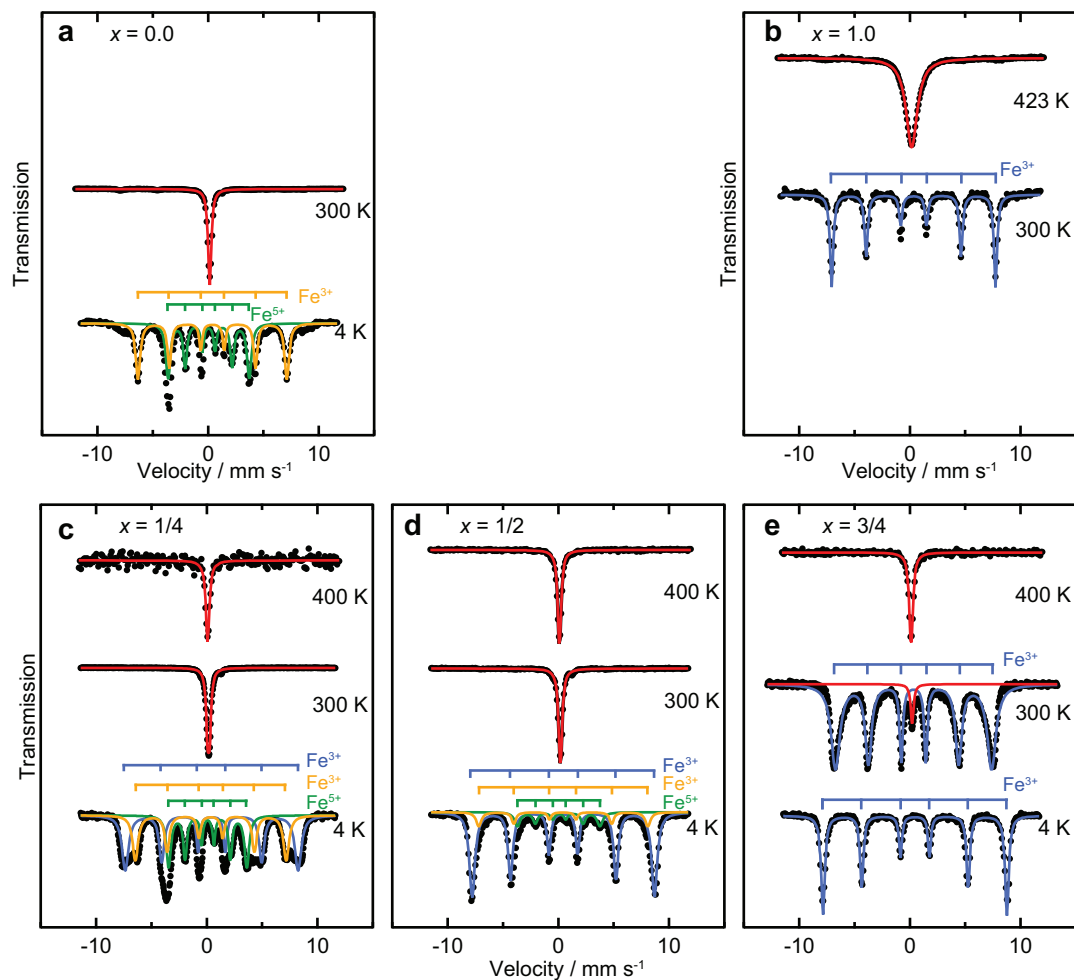 a x = 0.0
Transmission
300 K
Fe³⁺
Fe⁵⁺
4 K
-10 0 10
Velocity / mm s⁻¹
b x = 1.0
Transmission
423 K
Fe³⁺
300 K
-10 0 10
Velocity / mm s⁻¹
c x = 1/4
Transmission
400 K
300 K
Fe³⁺
Fe³⁺
Fe⁵⁺
4 K
-10 0 10
d x = 1/2
400 K
300 K
Fe³⁺
Fe³⁺
Fe⁵⁺
4 K
-10 0 10
Velocity / mm s⁻¹
e x = 3/4
400 K
Fe³⁺
300 K
Fe³⁺
4 K
-10 0 10